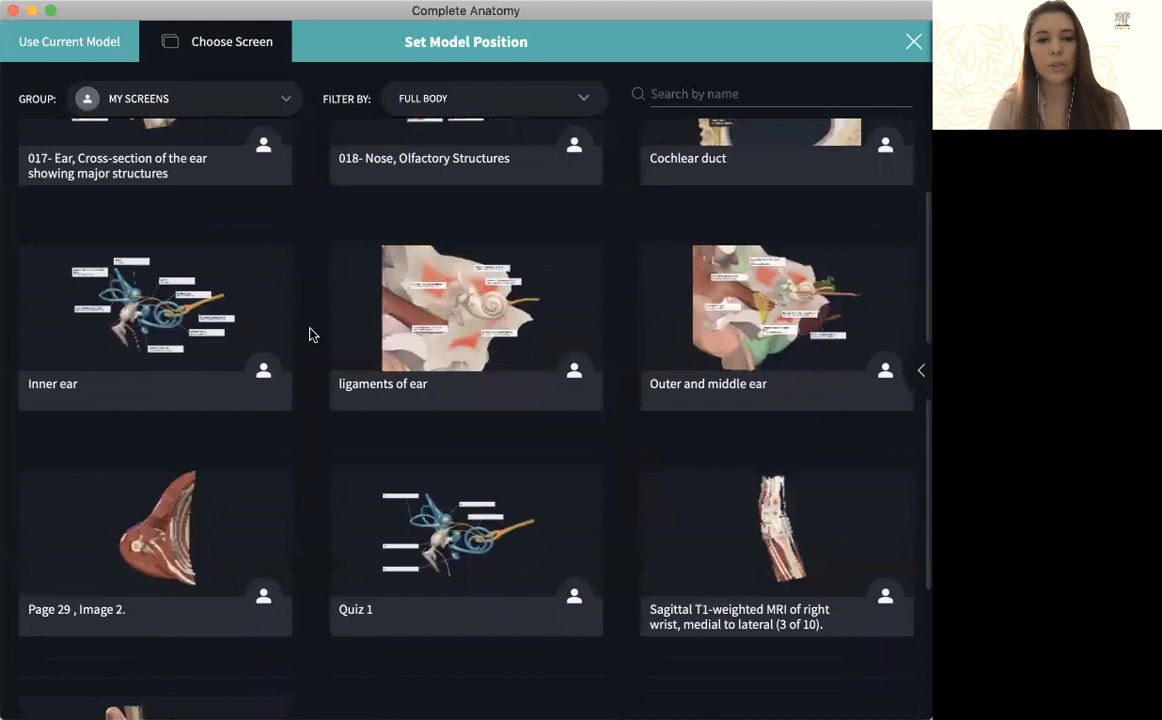 Complete Anatomy
Use Current Model
Choose Screen
Set Model Position
GROUP:
MY SCREENS
FILTER BY:
FULL BODY
Search by name
017- Ear, Cross-section of the ear
showing major structures
018- Nose, Olfactory Structures
Cochlear duct
Inner ear
ligaments of ear
Outer and middle ear
Page 29 , Image 2.
Quiz 1
Sagittal T1-weighted MRI of right
wrist, medial to lateral (3 of 10).